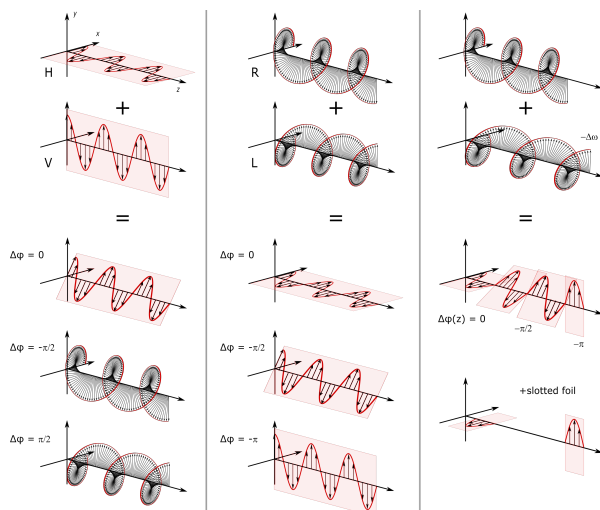 y
x
H
z
+
V
=
Δφ = 0
Δφ = -π/2
Δφ = π/2
R
+
L
=
Δφ = 0
Δφ = -π/2
Δφ = -π
+
−Δω
=
Δφ(z) = 0
−π/2
−π
+slotted foil